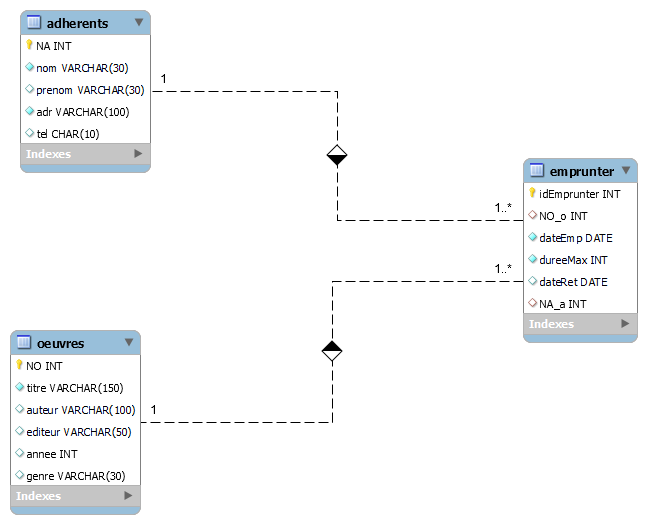 adherents
NA INT
nom VARCHAR(30)
prenom VARCHAR(30)
adr VARCHAR(100)
tel CHAR(10)
Indexes
1
1..*
emprunter
idEmprunter INT
NO_o INT
dateEmp DATE
dureeMax INT
dateRet DATE
NA_a INT
Indexes
1..*
oeuvres
NO INT
titre VARCHAR(150)
auteur VARCHAR(100)
editeur VARCHAR(50)
annee INT
genre VARCHAR(30)
Indexes
1